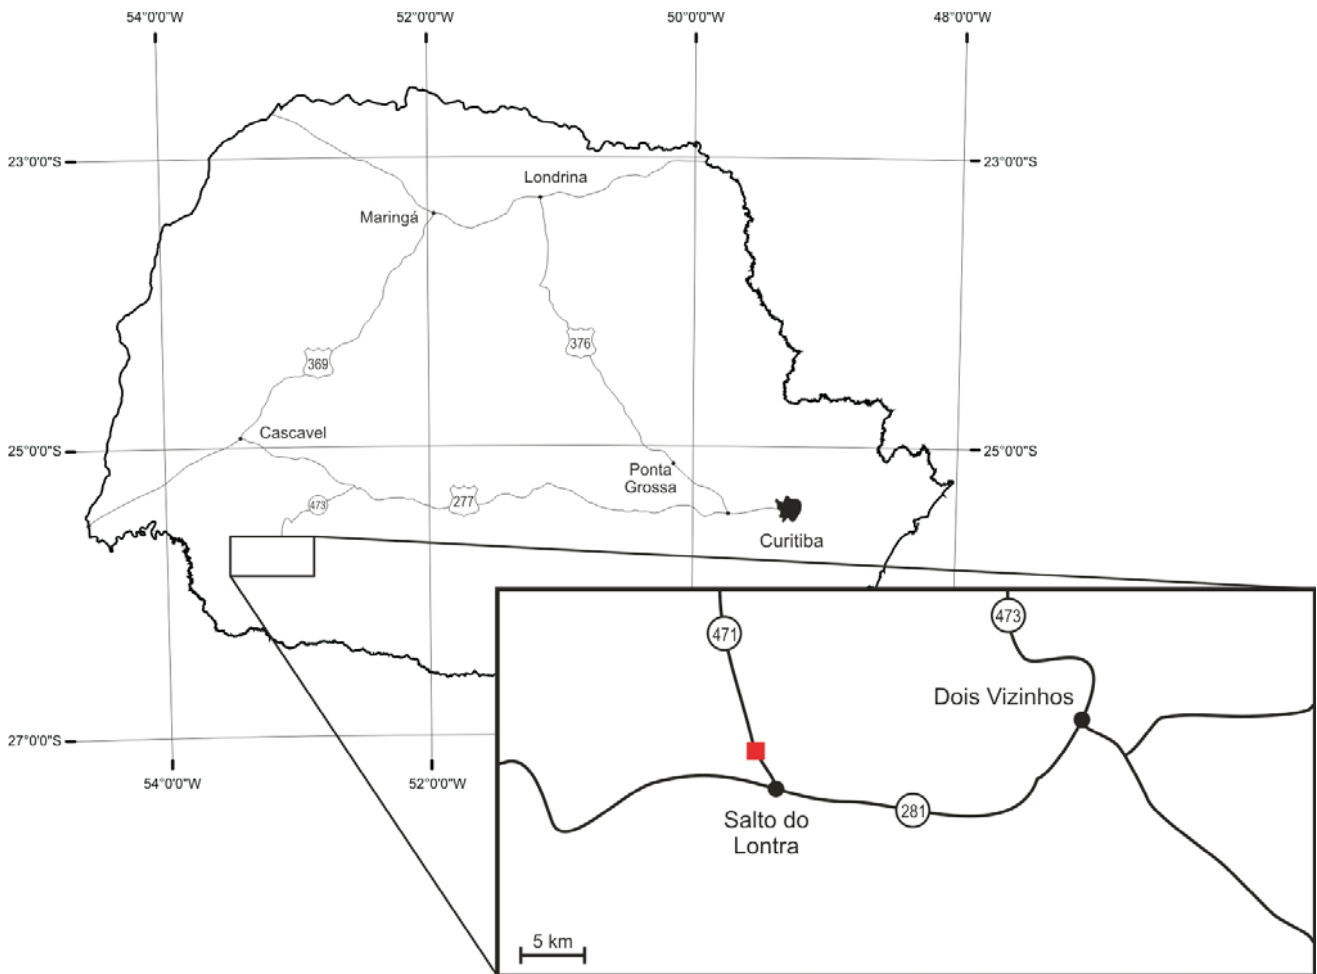 54°0'0"W
52°0'0"W
50°0'0"W
48°0'0"W
23°0'0"S
23°0'0"S
Londrina
Maringá
376
369
Cascavel
25°0'0"S
25°0'0"S
Ponta
Grossa
473
277
Curitiba
471
473
Dois Vizinhos
27°0'0"S
54°0'0"W
52°0'0"W
281
Salto do
Lontra
5 km